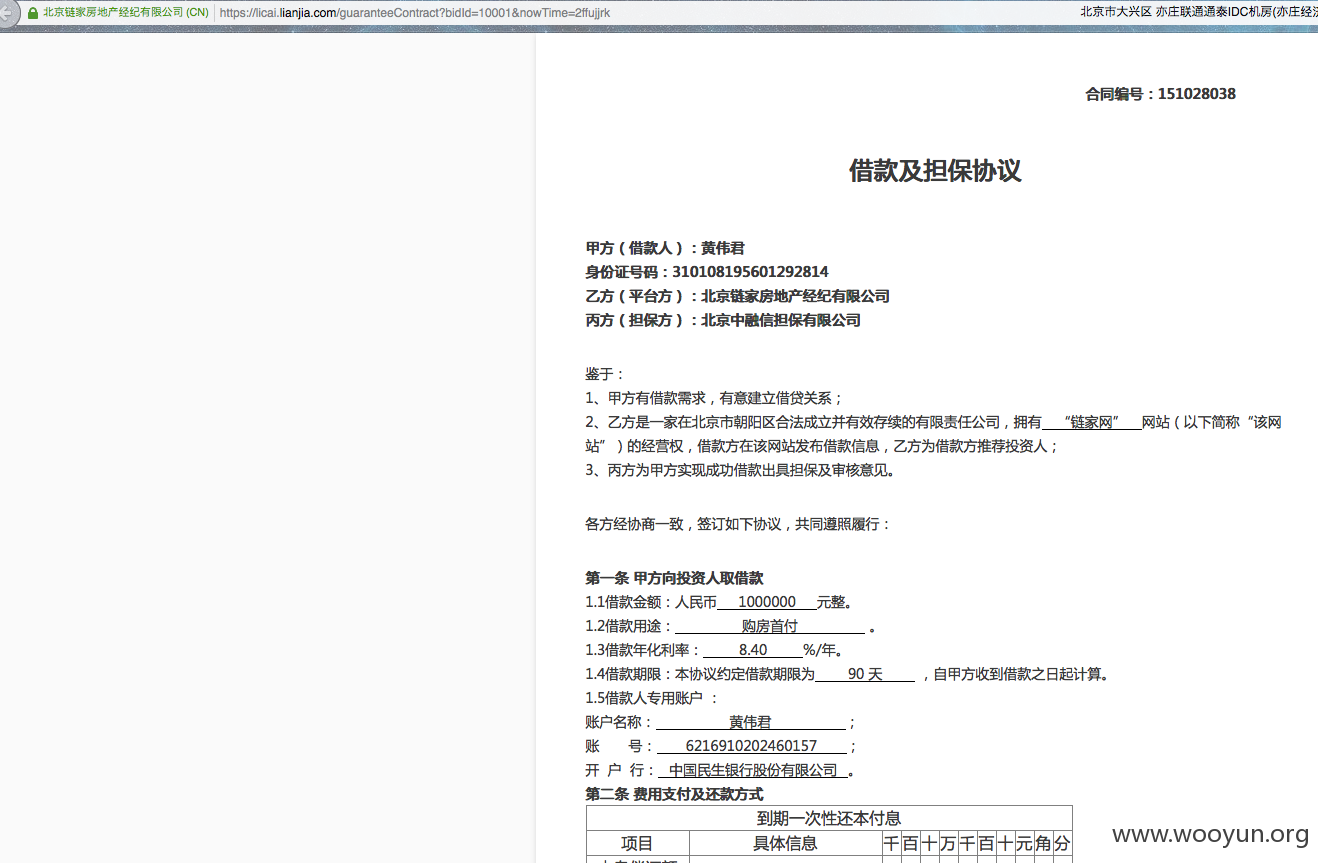 北京链家房地产经纪有限公司 (CN) https://licai.lianjia.com/guaranteeContract?bidId=10001&nowTime=2ffujjrk 北京市大兴区 亦庄联通通泰IDC机房(亦庄经济
合同编号：151028038
借款及担保协议
甲方（借款人）：黄伟君
身份证号码：310108195601292814
乙方（平台方）：北京链家房地产经纪有限公司
丙方（担保方）：北京中融信担保有限公司
鉴于：
1、甲方有借款需求，有意建立借贷关系；
2、乙方是一家在北京市朝阳区合法成立并有效存续的有限责任公司，拥有 “链家网” 网站（以下简称“该网
站”）的经营权，借款方在该网站发布借款信息，乙方为借款方推荐投资人；
3、丙方为甲方实现成功借款出具担保及审核意见。
各方经协商一致，签订如下协议，共同遵照履行：
第一条 甲方向投资人取借款
1.1借款金额：人民币 1000000 元整。
1.2借款用途： 购房首付 。
1.3借款年化利率： 8.40 %/年。
1.4借款期限：本协议约定借款期限为 90 天 ，自甲方收到借款之日起计算。
1.5借款人专用账户 ：
账户名称： 黄伟君 ；
账 号： 6216910202460157 ；
开 户 行： 中国民生银行股份有限公司 。
第二条 费用支付及还款方式
到期一次性还本付息
项目 具体信息 千 百 十 万 千 百 十 元 角 分
www.wooyun.org